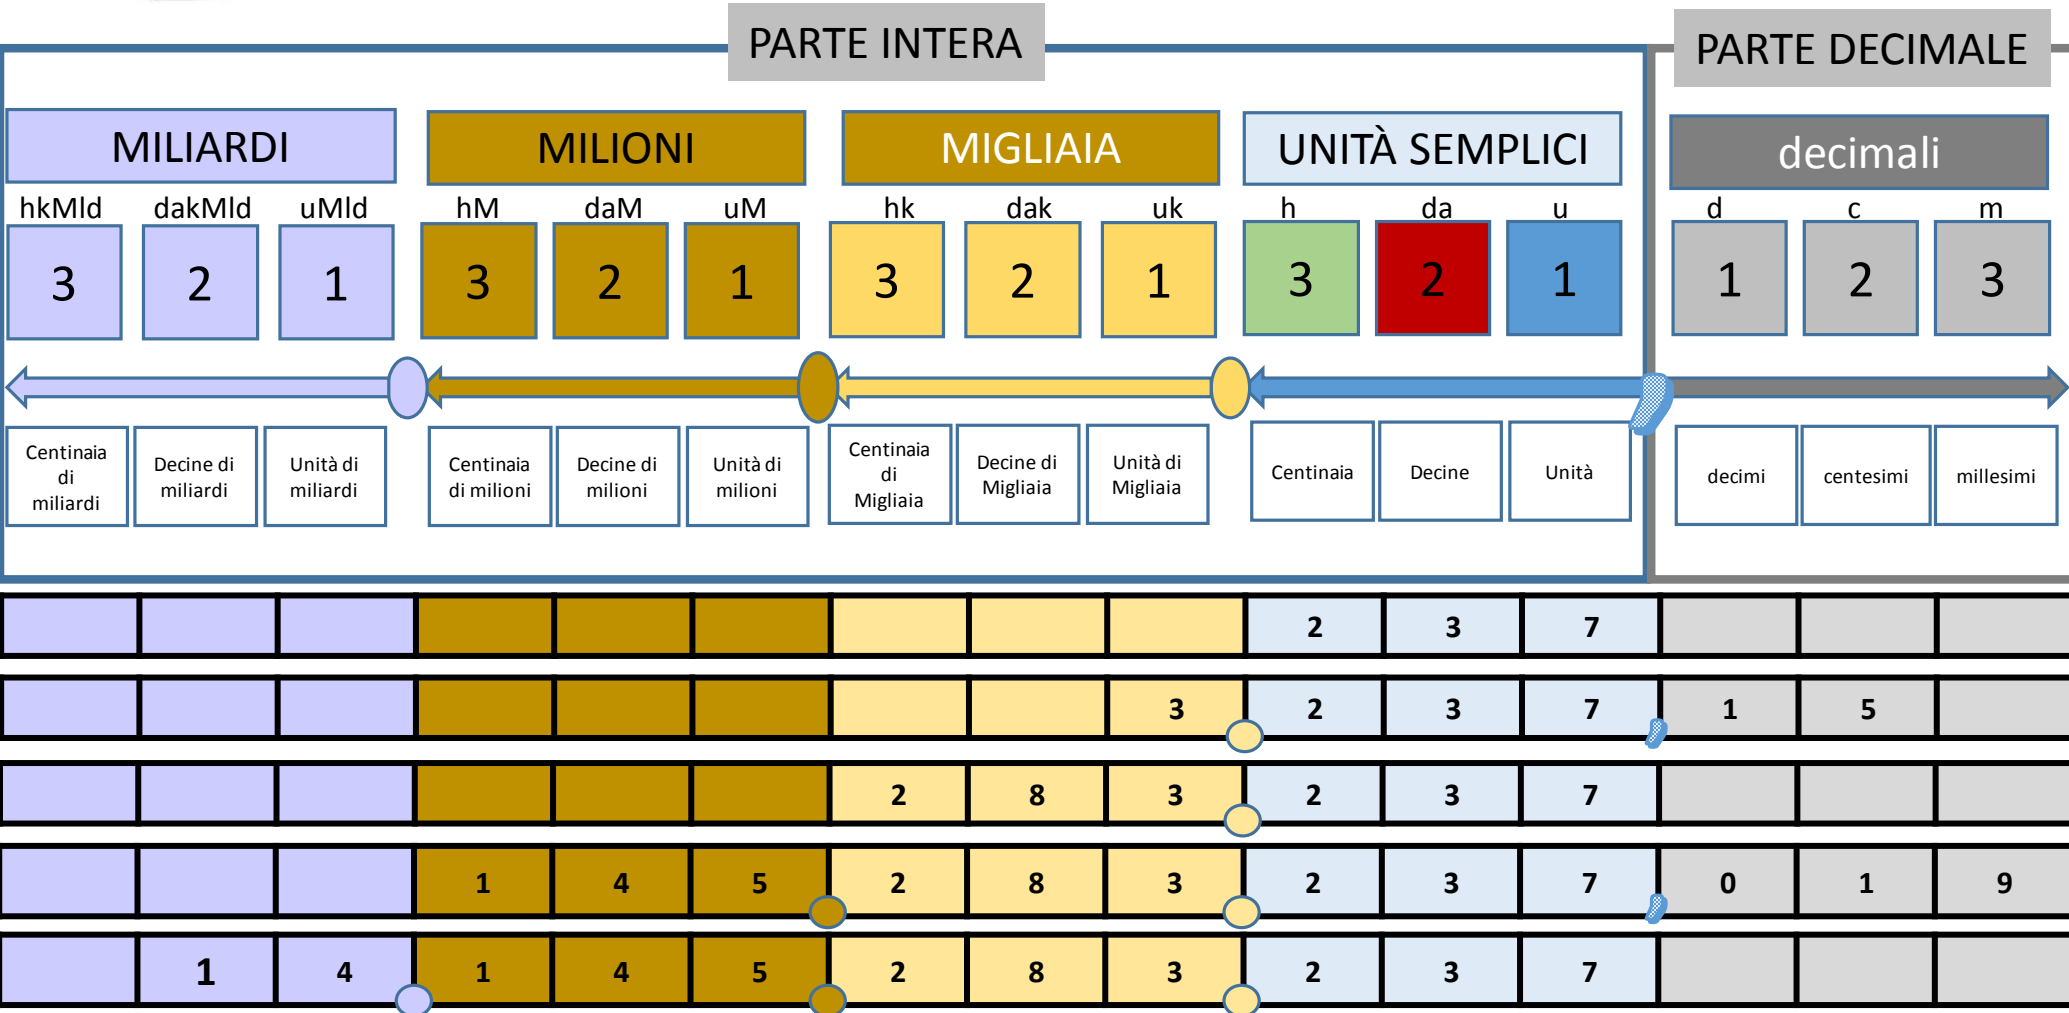 PARTE INTERA PARTE DECIMALE
MILIARDI MILIONI MIGLIAIA UNITÀ SEMPLICI decimali
hkMld dakMld uMld hM daM uM hk dak uk h da u d c m
3 2 1 3 2 1 3 2 1 3 2 1 1 2 3
Centinaia
di
miliardi
Decine di
miliardi
Unità di
miliardi
Centinaia
di milioni
Decine di
milioni
Unità di
milioni
Centinaia
di
Migliaia
Decine di
Migliaia
Unità di
Migliaia
Centinaia
Decine
Unità
decimi
centesimi
millesimi
2 3 7
3 2 3 7 , 1 5
2 8 3 2 3 7
1 4 5 2 8 3 2 3 7 , 0 1 9
1 4 1 4 5 2 8 3 2 3 7